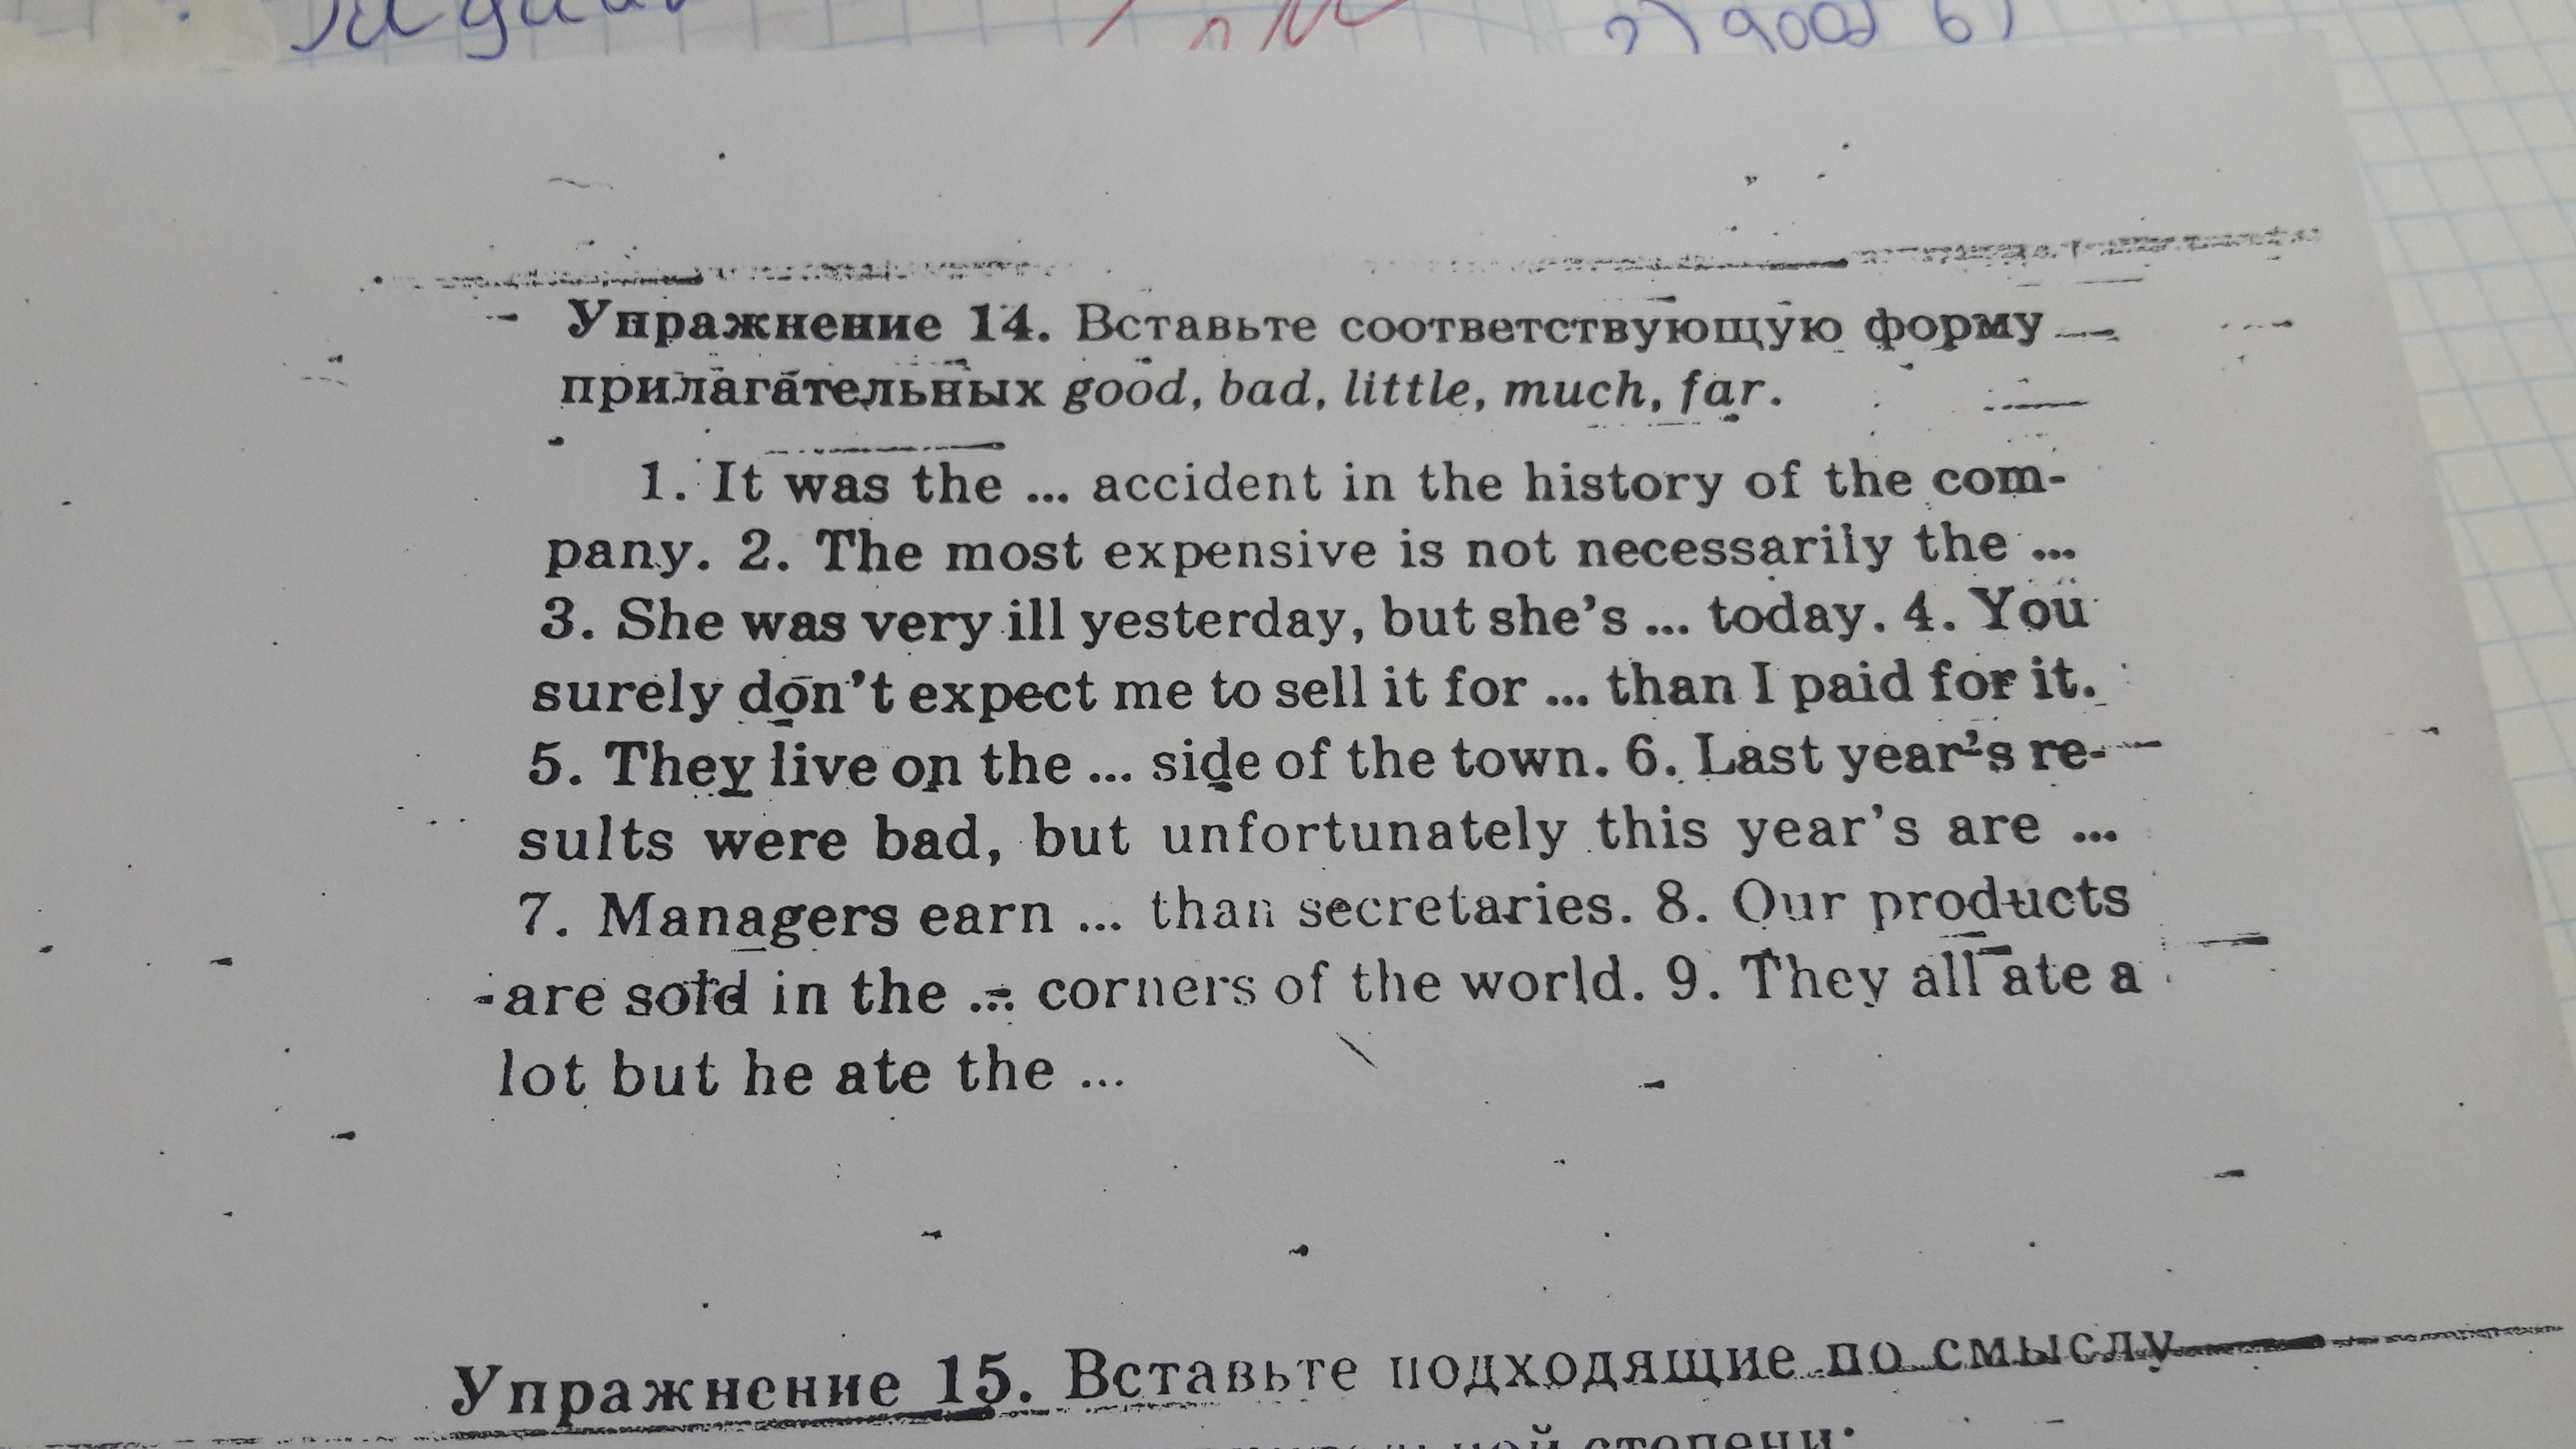 2) 900 6)
Упражнение 14. Вставьте соответствующую форму
прилагательных good, bad, little, much, far.
1. It was the ... accident in the history of the com-
pany. 2. The most expensive is not necessarily the ...
3. She was very ill yesterday, but she's ... today. 4. You
surely don't expect me to sell it for ... than I paid for it.
5. They live on the ... side of the town. 6. Last year's re-
sults were bad, but unfortunately this year's are ...
7. Managers earn ... than secretaries. 8. Our products
are sold in the ... corners of the world. 9. They all ate a
lot but he ate the ...
Упражнение 15. Вставьте подходящие по смыслу
степени: